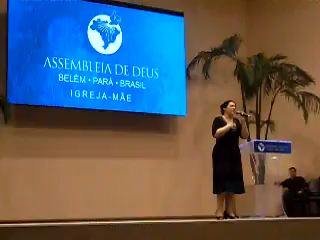 ASSEMBLEIA DE DEUS
BELÉM • PARÁ • BRASIL
IGREJA-MÃE